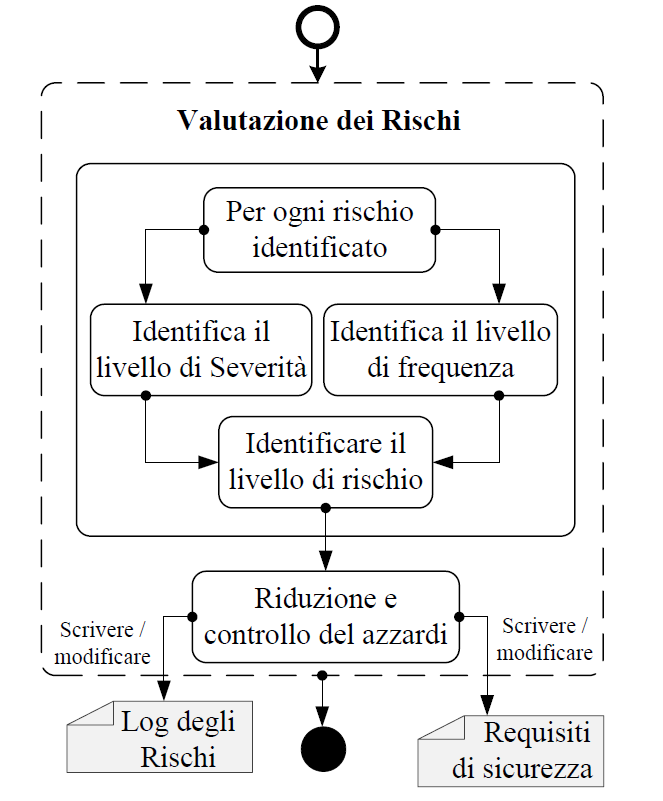 Valutazione dei Rischi
Per ogni rischio
identificato
Identifica il
livello di Severità
Identifica il livello
di frequenza
Identificare il
livello di rischio
Riduzione e
controllo del azzardi
Scrivere /
modificare
Scrivere /
modificare
Log degli
Rischi
Requisiti
di sicurezza